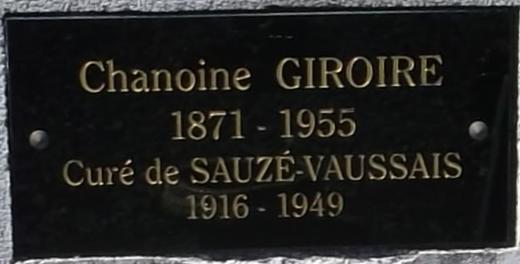 Chanoine GIROIRE
1871 - 1955
Curé de SAUZÉ-VAUSSAIS
1916 - 1949